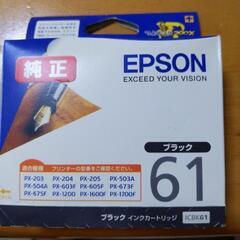 純正
EPSON
EXCEED YOUR VISION
ブラック
61
適合機種 プリンターの型番をご確認ください。
PX-203 PX-204 PX-205 PX-503A
PX-504A PX-603F PX-605F PX-673F
PX-675F PX-1200 PX-1600F PX-1700F
ブラック インクカートリッジ ICBK61